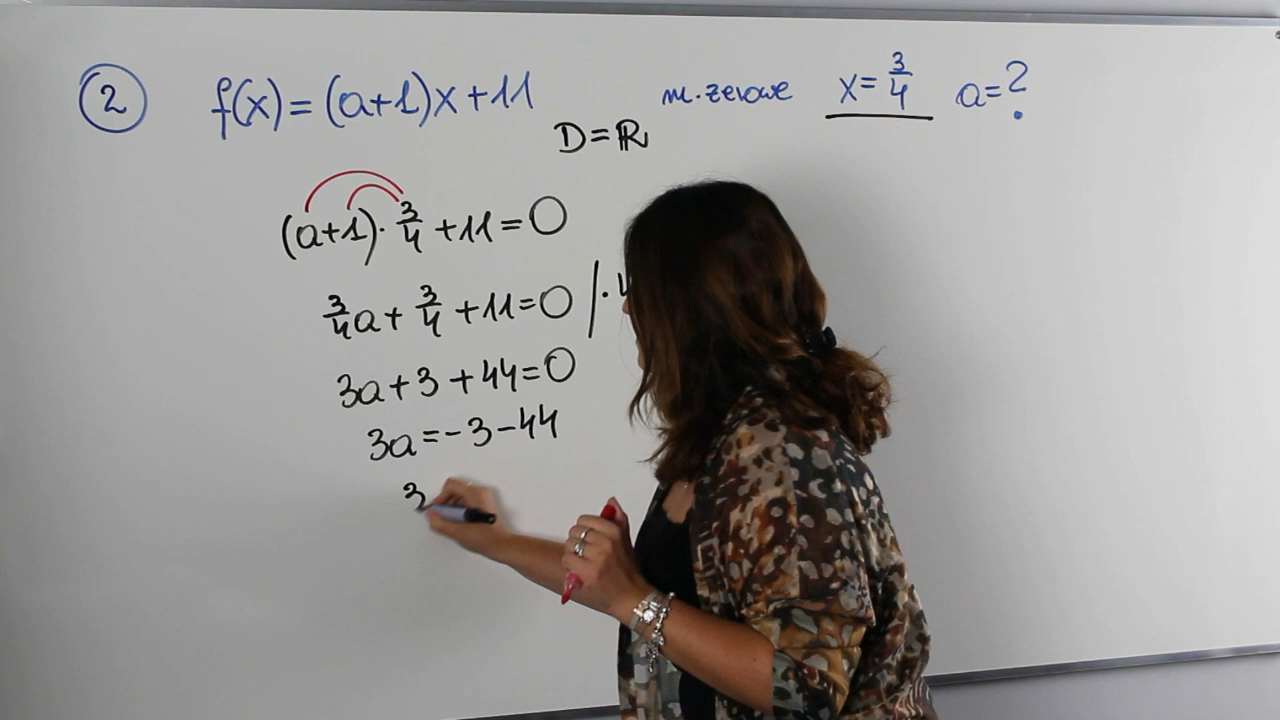 2 f(x)=(a+1)x+11 m.zerowe x=3/4 a=?
D=ℝ
(a+1)·3/4+11=0
3/4a+3/4+11=0 |·4
3a+3+44=0
3a=-3-44
3